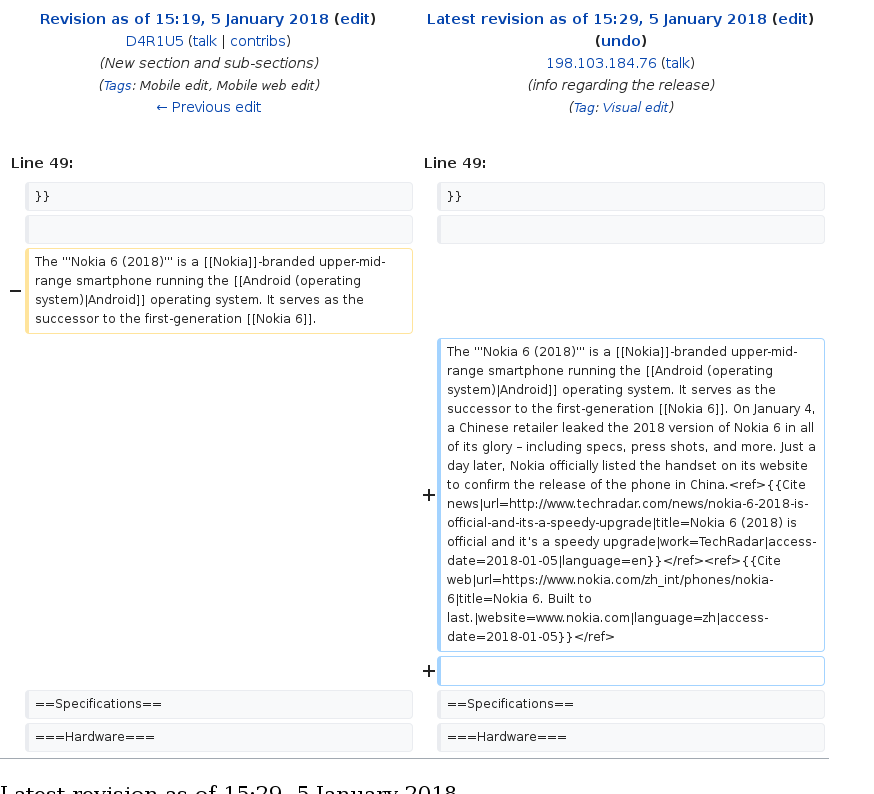 Revision as of 15:19, 5 January 2018 (edit)
D4R1U5 (talk | contribs)
(New section and sub-sections)
(Tags: Mobile edit, Mobile web edit)
← Previous edit
Latest revision as of 15:29, 5 January 2018 (edit)
(undo)
198.103.184.76 (talk)
(info regarding the release)
(Tag: Visual edit)
Line 49:
Line 49:
}}
}}
−
The '''Nokia 6 (2018)''' is a [[Nokia]]-branded upper-mid-
range smartphone running the [[Android (operating
system)|Android]] operating system. It serves as the
successor to the first-generation [[Nokia 6]].
+
The '''Nokia 6 (2018)''' is a [[Nokia]]-branded upper-mid-
range smartphone running the [[Android (operating
system)|Android]] operating system. It serves as the
successor to the first-generation [[Nokia 6]]. On January 4,
a Chinese retailer leaked the 2018 version of Nokia 6 in all
of its glory – including specs, press shots, and more. Just a
day later, Nokia officially listed the handset on its website
to confirm the release of the phone in China.<ref>{{Cite
news|url=http://www.techradar.com/news/nokia-6-2018-is-
official-and-its-a-speedy-upgrade|title=Nokia 6 (2018) is
official and it's a speedy upgrade|work=TechRadar|access-
date=2018-01-05|language=en}}</ref><ref>{{Cite
web|url=https://www.nokia.com/zh_int/phones/nokia-
6|title=Nokia 6. Built to
last.|website=www.nokia.com|language=zh|access-
date=2018-01-05}}</ref>
+
==Specifications==
==Specifications==
===Hardware===
===Hardware===
Latest revision as of 15:29, 5 January 2018